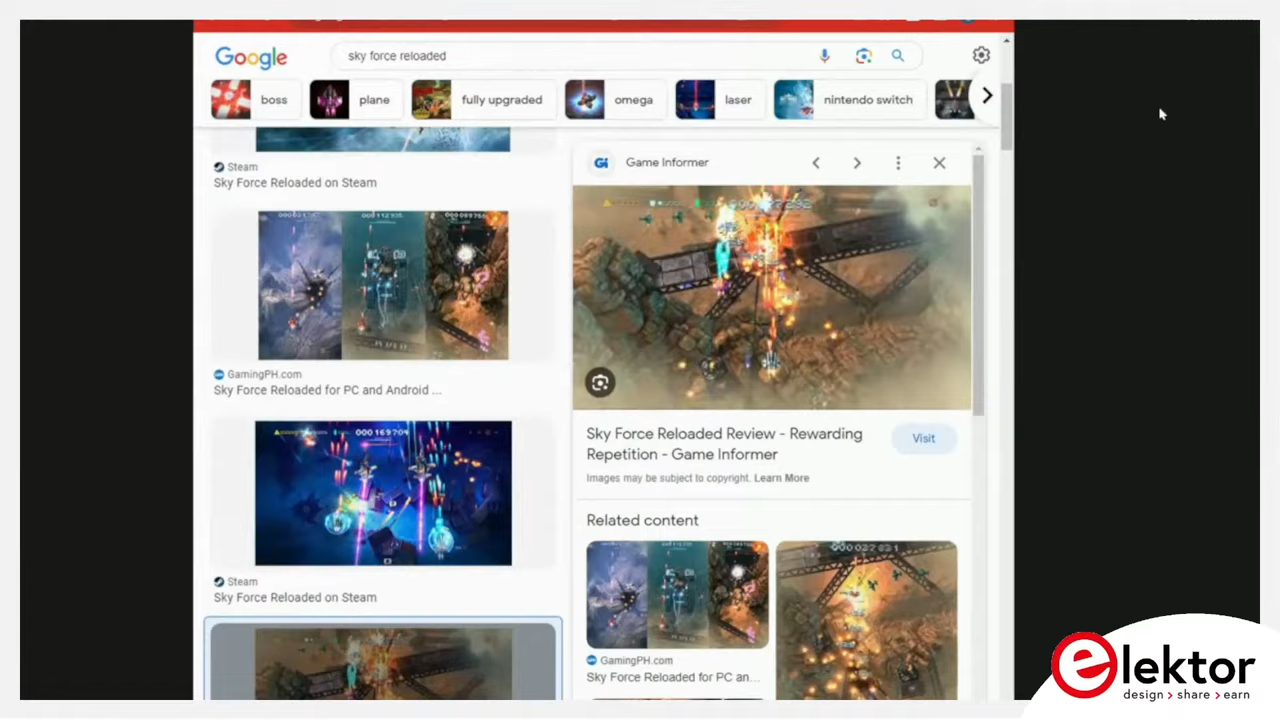 Google
sky force reloaded
boss
plane
fully upgraded
omega
laser
nintendo switch
Steam
Sky Force Reloaded on Steam
GamingPH.com
Sky Force Reloaded for PC and Android ...
000169709
Steam
Sky Force Reloaded on Steam
Gi
Game Informer
Sky Force Reloaded Review - Rewarding
Repetition - Game Informer
Visit
Images may be subject to copyright. Learn More
Related content
GamingPH.com
Sky Force Reloaded for PC an...
elektor
design > share > earn